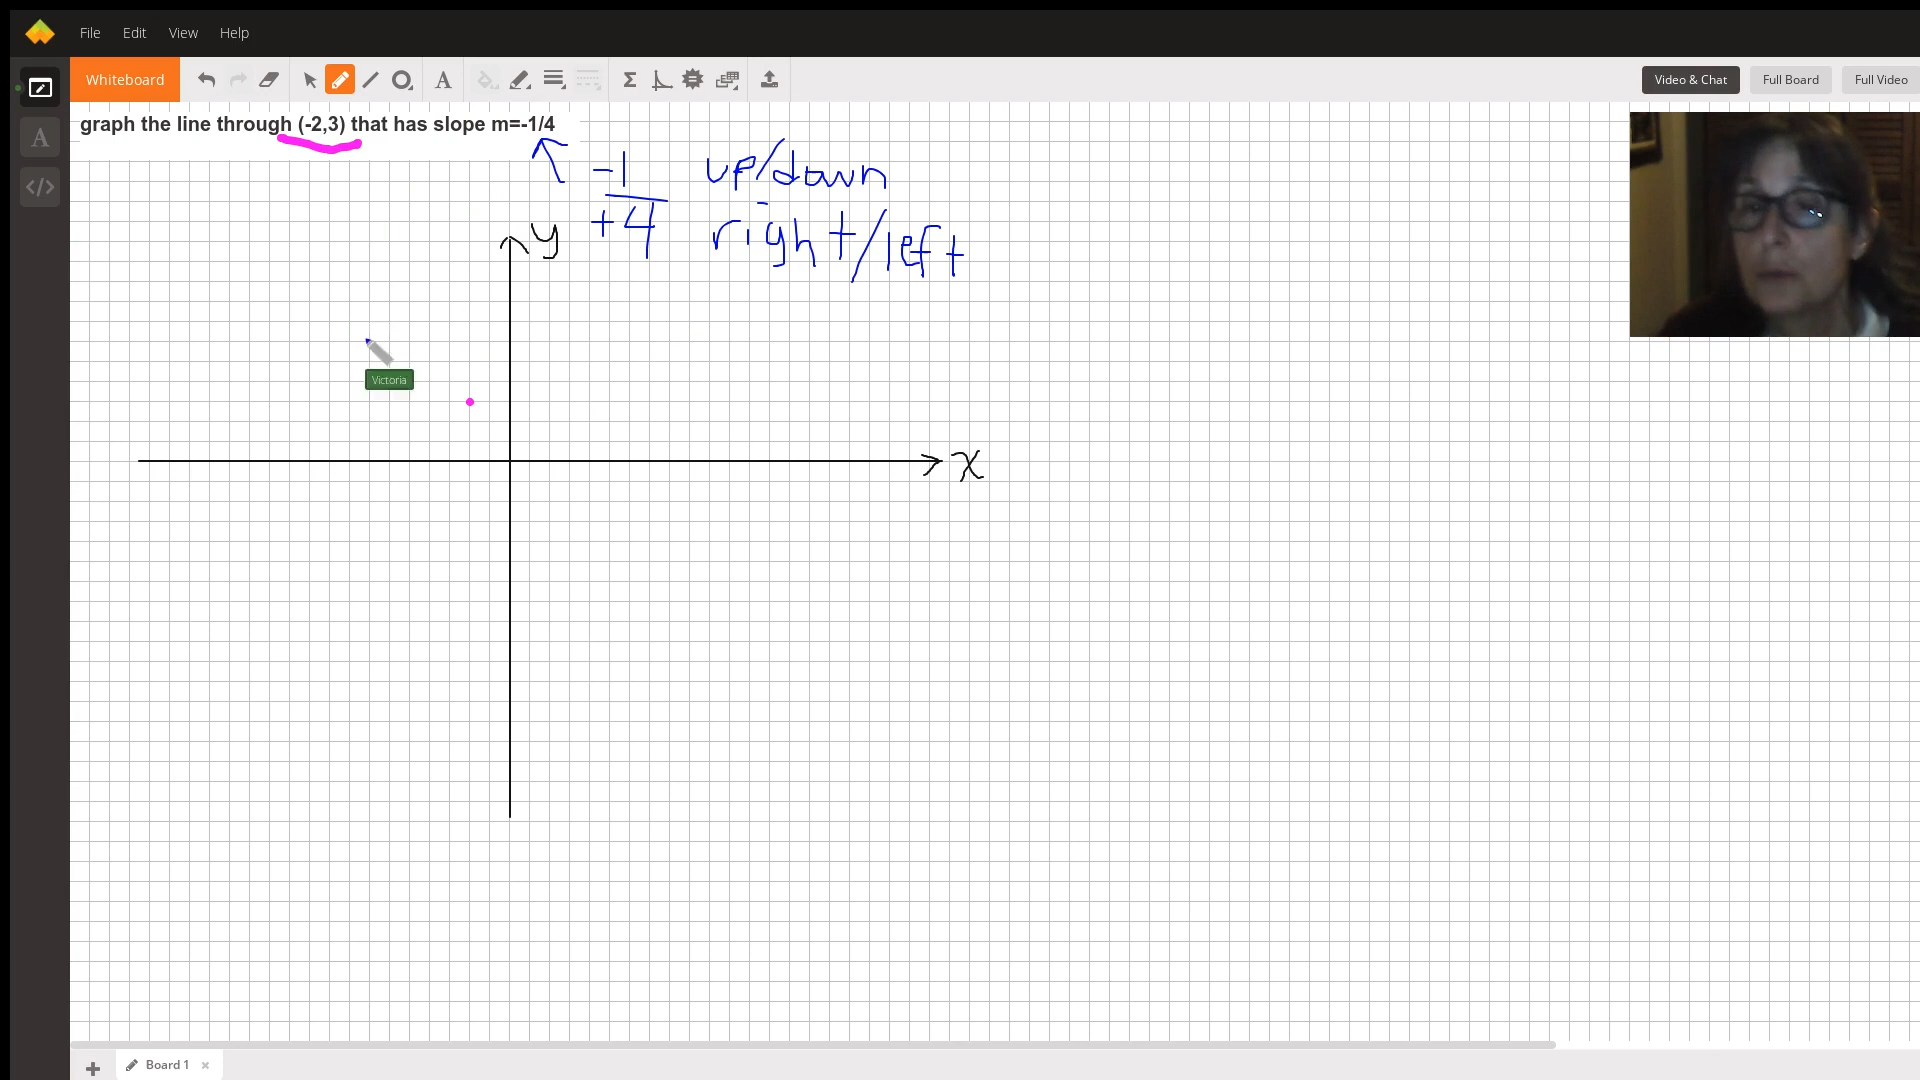 File Edit View Help
Whiteboard A Σ Video & Chat Full Board Full Video
A
</>
graph the line through (-2,3) that has slope m=-1/4
-1 up/down
+4 right/left
y
Victoria
x
+ Board 1 ×